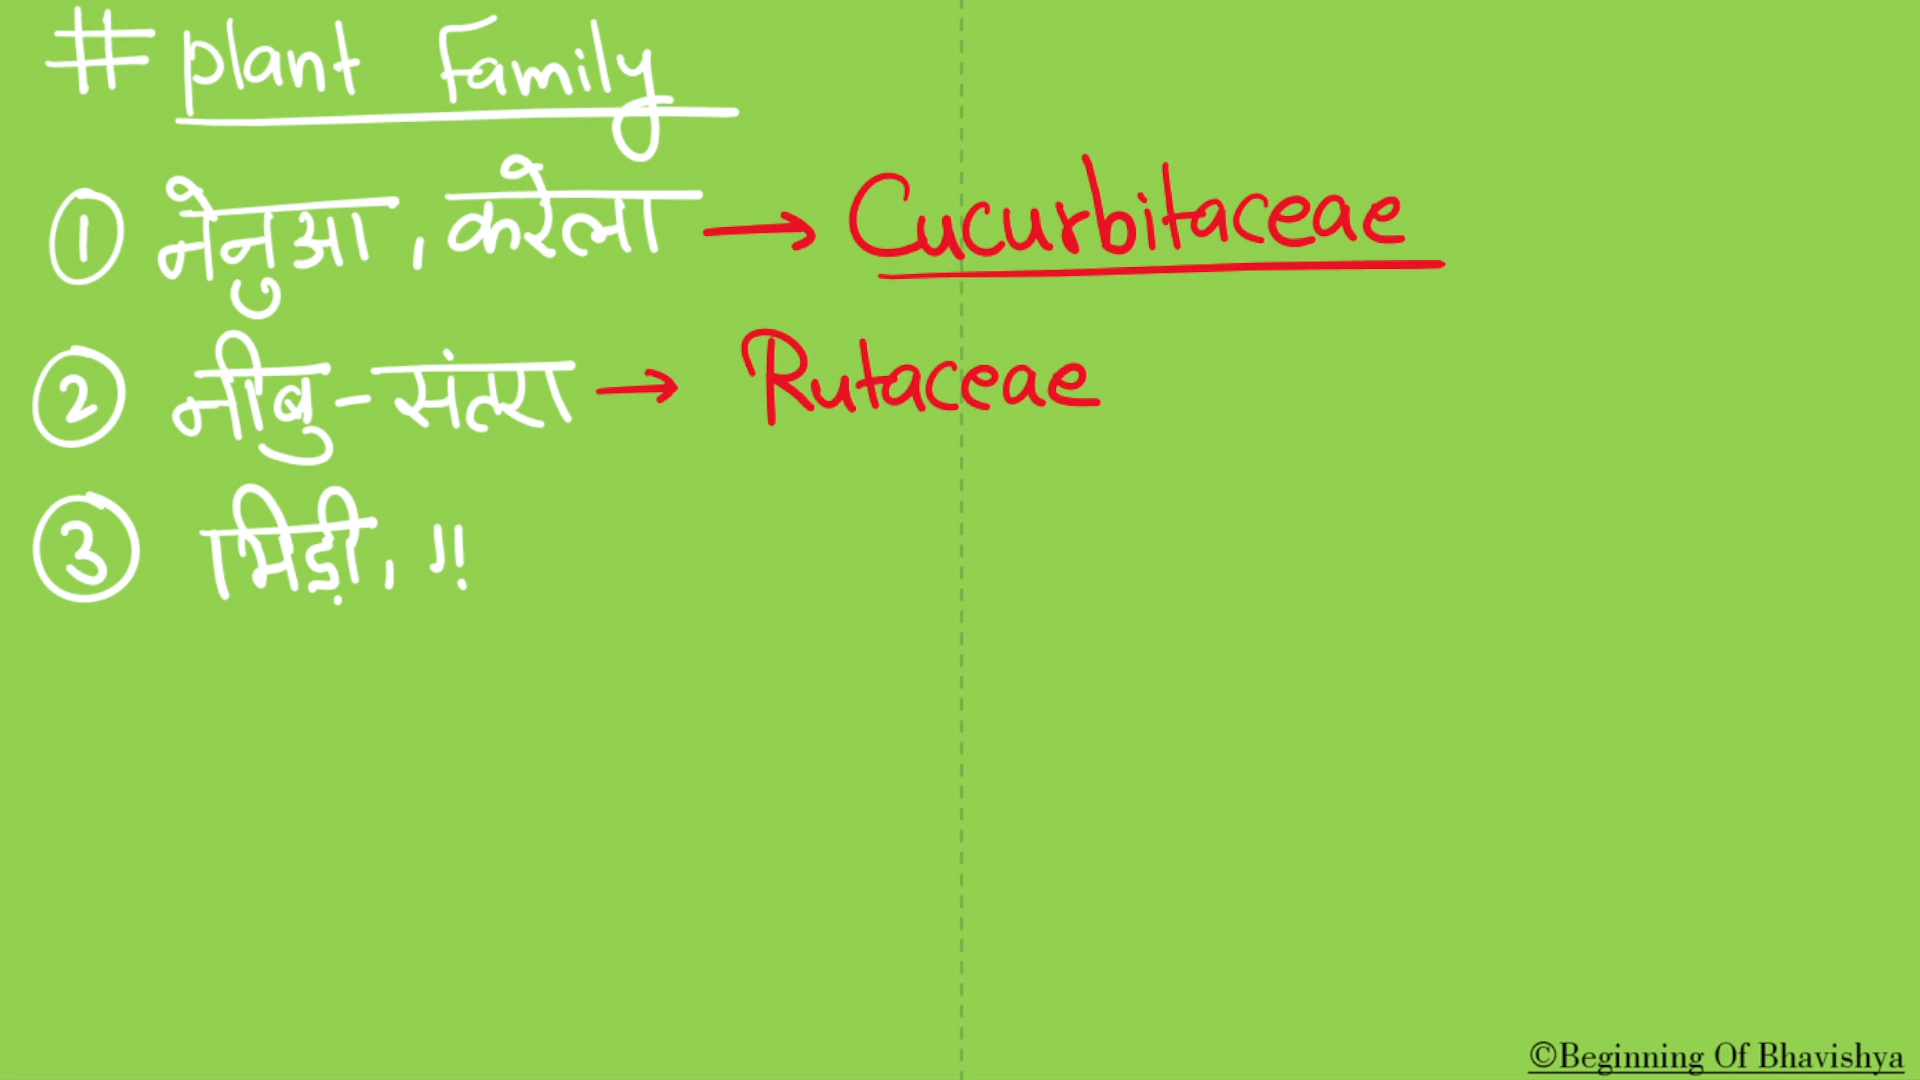 # plant Family
① नेनुआ, करेला → Cucurbitaceae
② नीबु - संतरा → Rutaceae
③ भिड़ी,
©Beginning Of Bhavishya